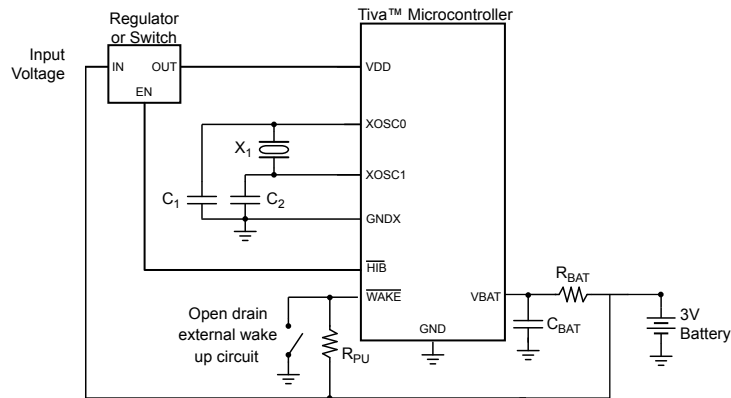 Tiva™ Microcontroller
Regulator
or Switch
Input
Voltage
IN OUT
EN
VDD
XOSC0
X1
XOSC1
C1
C2
GNDX
HIB
WAKE
VBAT
RBAT
Open drain
external wake
up circuit
RPU
GND
CBAT
3V
Battery